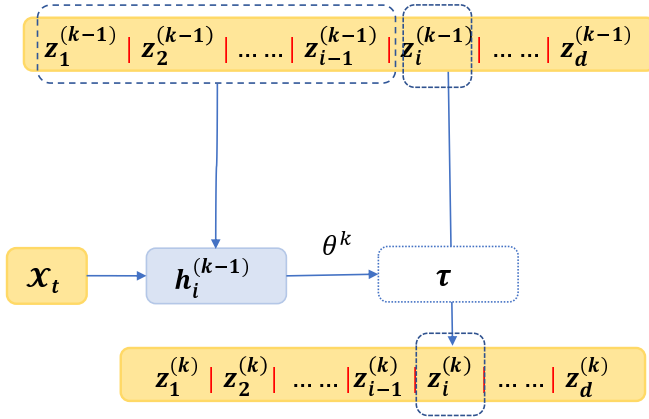 z_1^{(k-1)} | z_2^{(k-1)} | ... ... | z_{i-1}^{(k-1)} | z_i^{(k-1)} | ... ... | z_d^{(k-1)}
θ^k
𝒳_t h_i^{(k-1)} τ
z_1^{(k)} | z_2^{(k)} | ... ... | z_{i-1}^{(k)} | z_i^{(k)} | ... ... | z_d^{(k)}